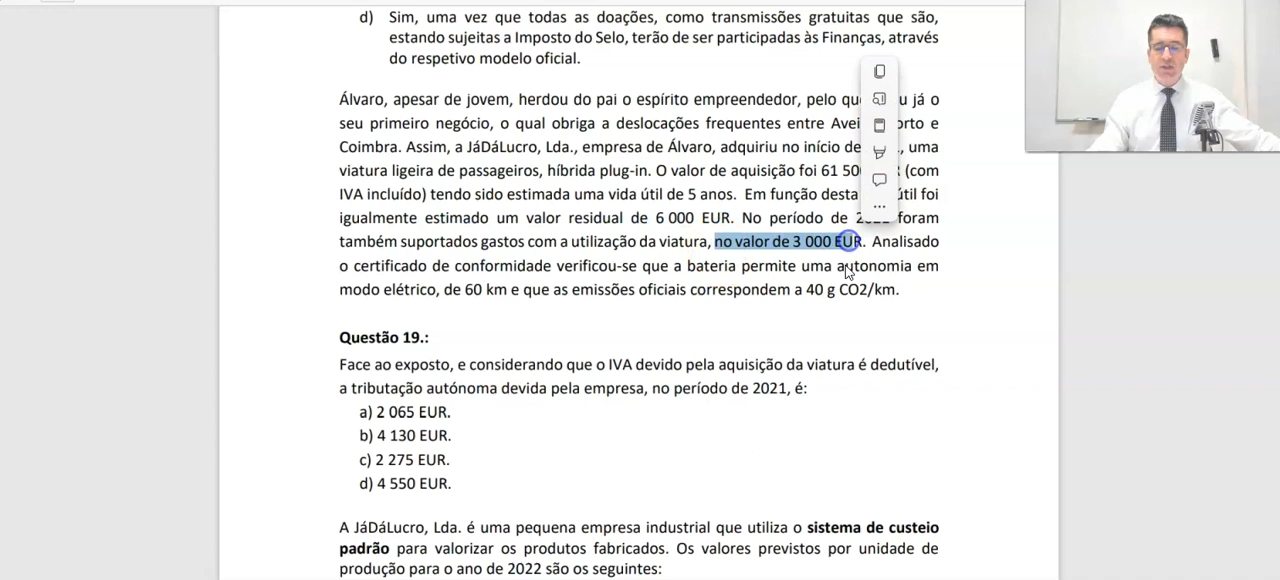 d) Sim, uma vez que todas as doações, como transmissões gratuitas que são,
estando sujeitas a Imposto do Selo, terão de ser participadas às Finanças, através
do respetivo modelo oficial.
Álvaro, apesar de jovem, herdou do pai o espírito empreendedor, pelo já o
seu primeiro negócio, o qual obriga a deslocações frequentes entre e
Coimbra. Assim, a JáDáLucro, Lda., empresa de Álvaro, adquiriu no início uma
viatura ligeira de passageiros, híbrida plug-in. O valor de aquisição foi 61 (com
IVA incluído) tendo sido estimada uma vida útil de 5 anos. Em função desta útil foi
igualmente estimado um valor residual de 6 000 EUR. No período de foram
também suportados gastos com a utilização da viatura, no valor de 3 000 EUR. Analisado
o certificado de conformidade verificou-se que a bateria permite uma autonomia em
modo elétrico, de 60 km e que as emissões oficiais correspondem a 40 g CO2/km.
Questão 19.:
Face ao exposto, e considerando que o IVA devido pela aquisição da viatura é dedutível,
a tributação autónoma devida pela empresa, no período de 2021, é:
a) 2 065 EUR.
b) 4 130 EUR.
c) 2 275 EUR.
d) 4 550 EUR.
A JáDáLucro, Lda. é uma pequena empresa industrial que utiliza o sistema de custeio
padrão para valorizar os produtos fabricados. Os valores previstos por unidade de
produção para o ano de 2022 são os seguintes: